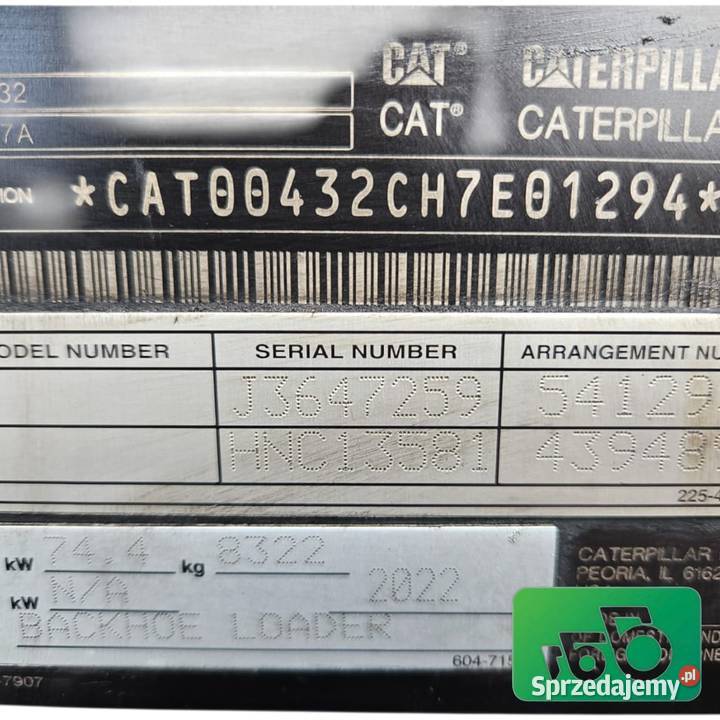 CAT® CATERPILLA
32
7A CAT® CATERPILLA
ION *CAT00432CH7E01294*
ODEL NUMBER SERIAL NUMBER ARRANGEMENT NU
J3647259 54129
HNC13581 43948
225-4
kW 74.4 kg 8322
kW N/A 2022
BACKHOE LOADER
604-715
-7907
CATERPILLAR
PEORIA, IL 6162
Sprzedajemy.pl